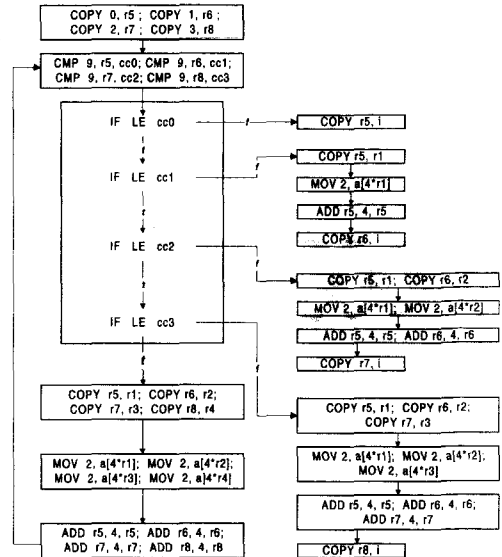 COPY 0, r5 ; COPY 1, r6 ;
COPY 2, r7 ; COPY 3, r8
CMP 9, r5, cc0; CMP 9, r6, cc1;
CMP 9, r7, cc2; CMP 9, r8, cc3
IF LE cc0
f
COPY r5, i
IF LE cc1
f
COPY r5, r1
MOV 2, a[4*r1]
ADD r5, 4, r5
COPY r6, i
t
IF LE cc2
f
COPY r5, r1; COPY r6, r2
MOV 2, a[4*r1]; MOV 2, a[4*r2]
ADD r5, 4, r5; ADD r6, 4, r6
COPY r7, i
t
IF LE cc3
f
COPY r5, r1; COPY r6, r2;
COPY r7, r3; COPY r8, r4
COPY r5, r1; COPY r6, r2;
COPY r7, r3
MOV 2, a[4*r1]; MOV 2, a[4*r2];
MOV 2, a[4*r3]; MOV 2, a[4*r4]
MOV 2, a[4*r1]; MOV 2, a[4*r2];
MOV 2, a[4*r3]
ADD r5, 4, r5; ADD r6, 4, r6;
ADD r7, 4, r7; ADD r8, 4, r8
ADD r5, 4, r5; ADD r6, 4, r6;
ADD r7, 4, r7
COPY r8, i